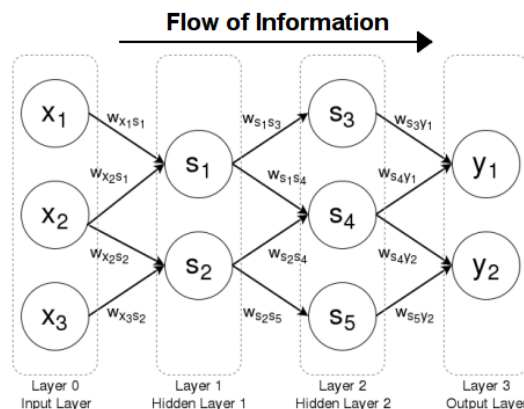 Flow of Information
x1
x2
x3
wx1s1
wx2s1
wx2s2
wx3s2
s1
s2
ws1s3
ws1s4
ws2s4
ws2s5
s3
s4
s5
ws3y1
ws4y1
ws4y2
ws5y2
y1
y2
Layer 0
Input Layer
Layer 1
Hidden Layer 1
Layer 2
Hidden Layer 2
Layer 3
Output Layer